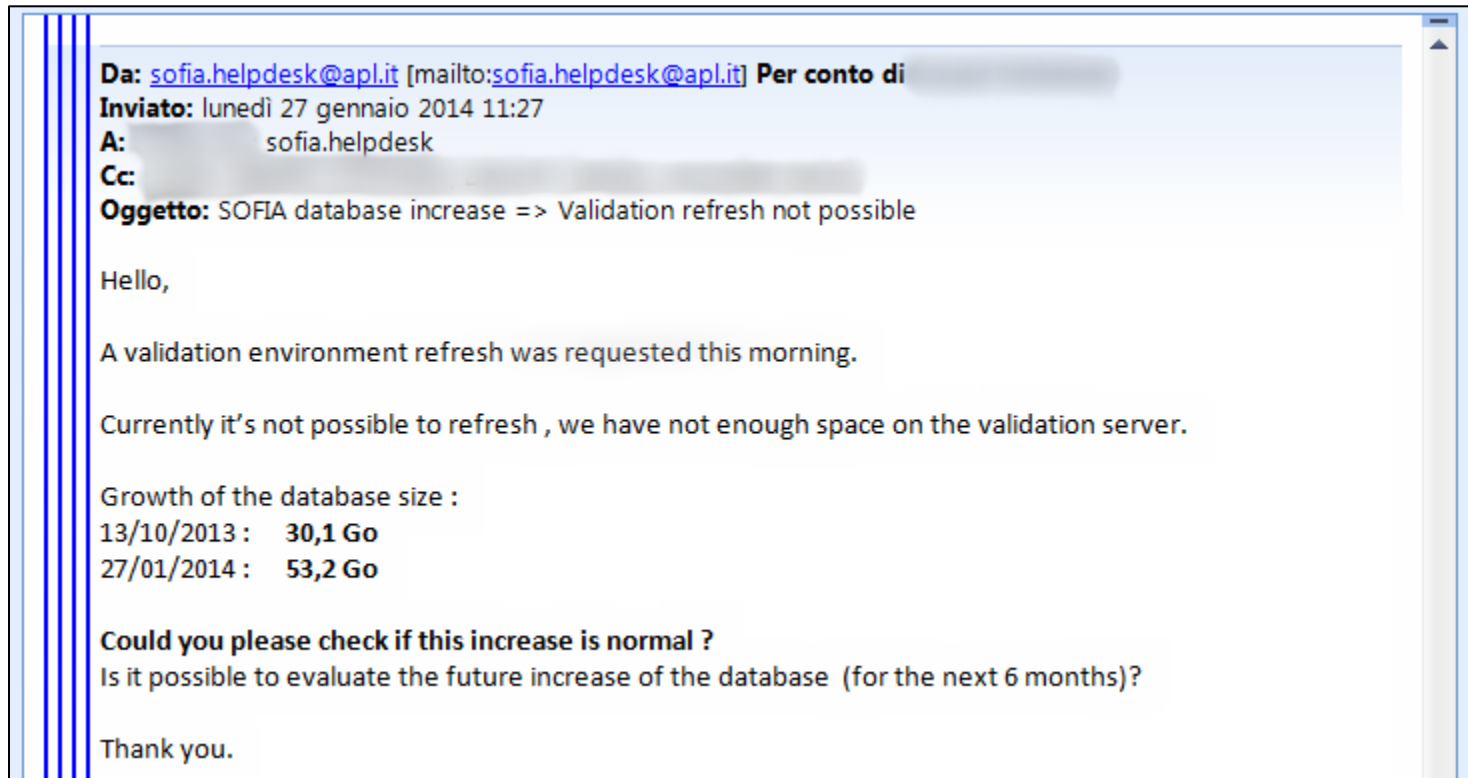 Da: sofia.helpdesk@apl.it [mailto:sofia.helpdesk@apl.it] Per conto di
Inviato: lunedì 27 gennaio 2014 11:27
A: sofia.helpdesk
Cc:
Oggetto: SOFIA database increase => Validation refresh not possible
Hello,
A validation environment refresh was requested this morning.
Currently it’s not possible to refresh , we have not enough space on the validation server.
Growth of the database size :
13/10/2013 : 30,1 Go
27/01/2014 : 53,2 Go
Could you please check if this increase is normal ?
Is it possible to evaluate the future increase of the database (for the next 6 months)?
Thank you.